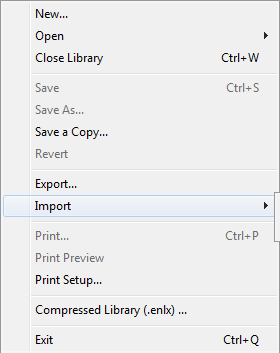 New...
Open
Close Library Ctrl+W
Save Ctrl+S
Save As...
Save a Copy...
Revert
Export...
Import
Print... Ctrl+P
Print Preview
Print Setup...
Compressed Library (.enlx) ...
Exit Ctrl+Q